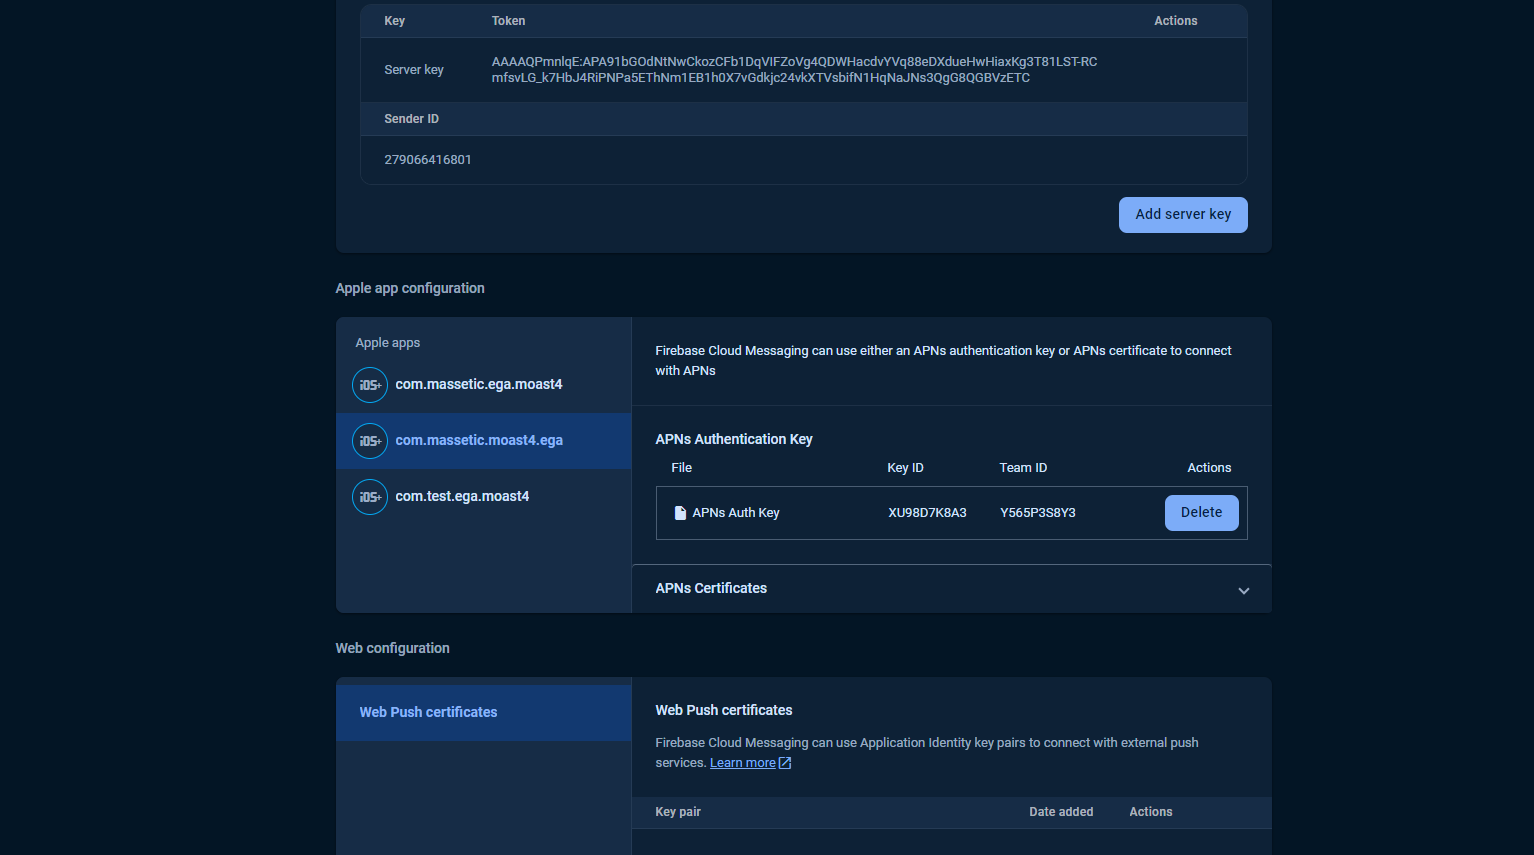 Key Token Actions
Server key
AAAAQPmnlqE:APA91bGOdNtNwCkozCFb1DqVIFZoVg4QDWHacdvYVq88eDXdueHwHiaxKg3T81LST-RC
mfsvLG_k7HbJ4RiPNPa5EThNm1EB1h0X7vGdkjc24vkXTVsbifN1HqNaJNs3QgG8QGBVzETC
Sender ID
279066416801
Add server key
Apple app configuration
Apple apps
iOS+ com.massetic.ega.moast4
iOS+ com.massetic.moast4.ega
iOS+ com.test.ega.moast4
Firebase Cloud Messaging can use either an APNs authentication key or APNs certificate to connect
with APNs
APNs Authentication Key
File Key ID Team ID Actions
APNs Auth Key XU98D7K8A3 Y565P3S8Y3 Delete
APNs Certificates
Web configuration
Web Push certificates
Web Push certificates
Firebase Cloud Messaging can use Application Identity key pairs to connect with external push
services. Learn more
Key pair Date added Actions